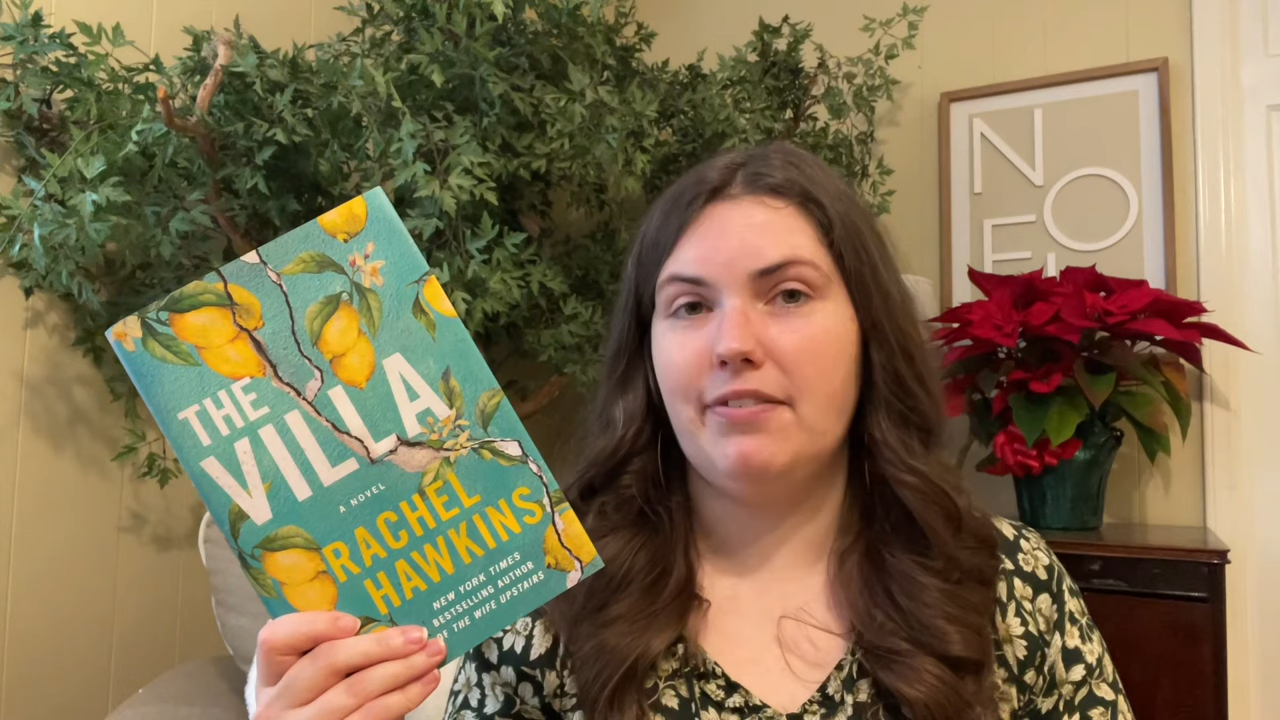 THE
VILLA
A NOVEL
RACHEL
HAWKINS
NEW YORK TIMES
BESTSELLING AUTHOR
OF THE WIFE UPSTAIRS
N
O
E
L